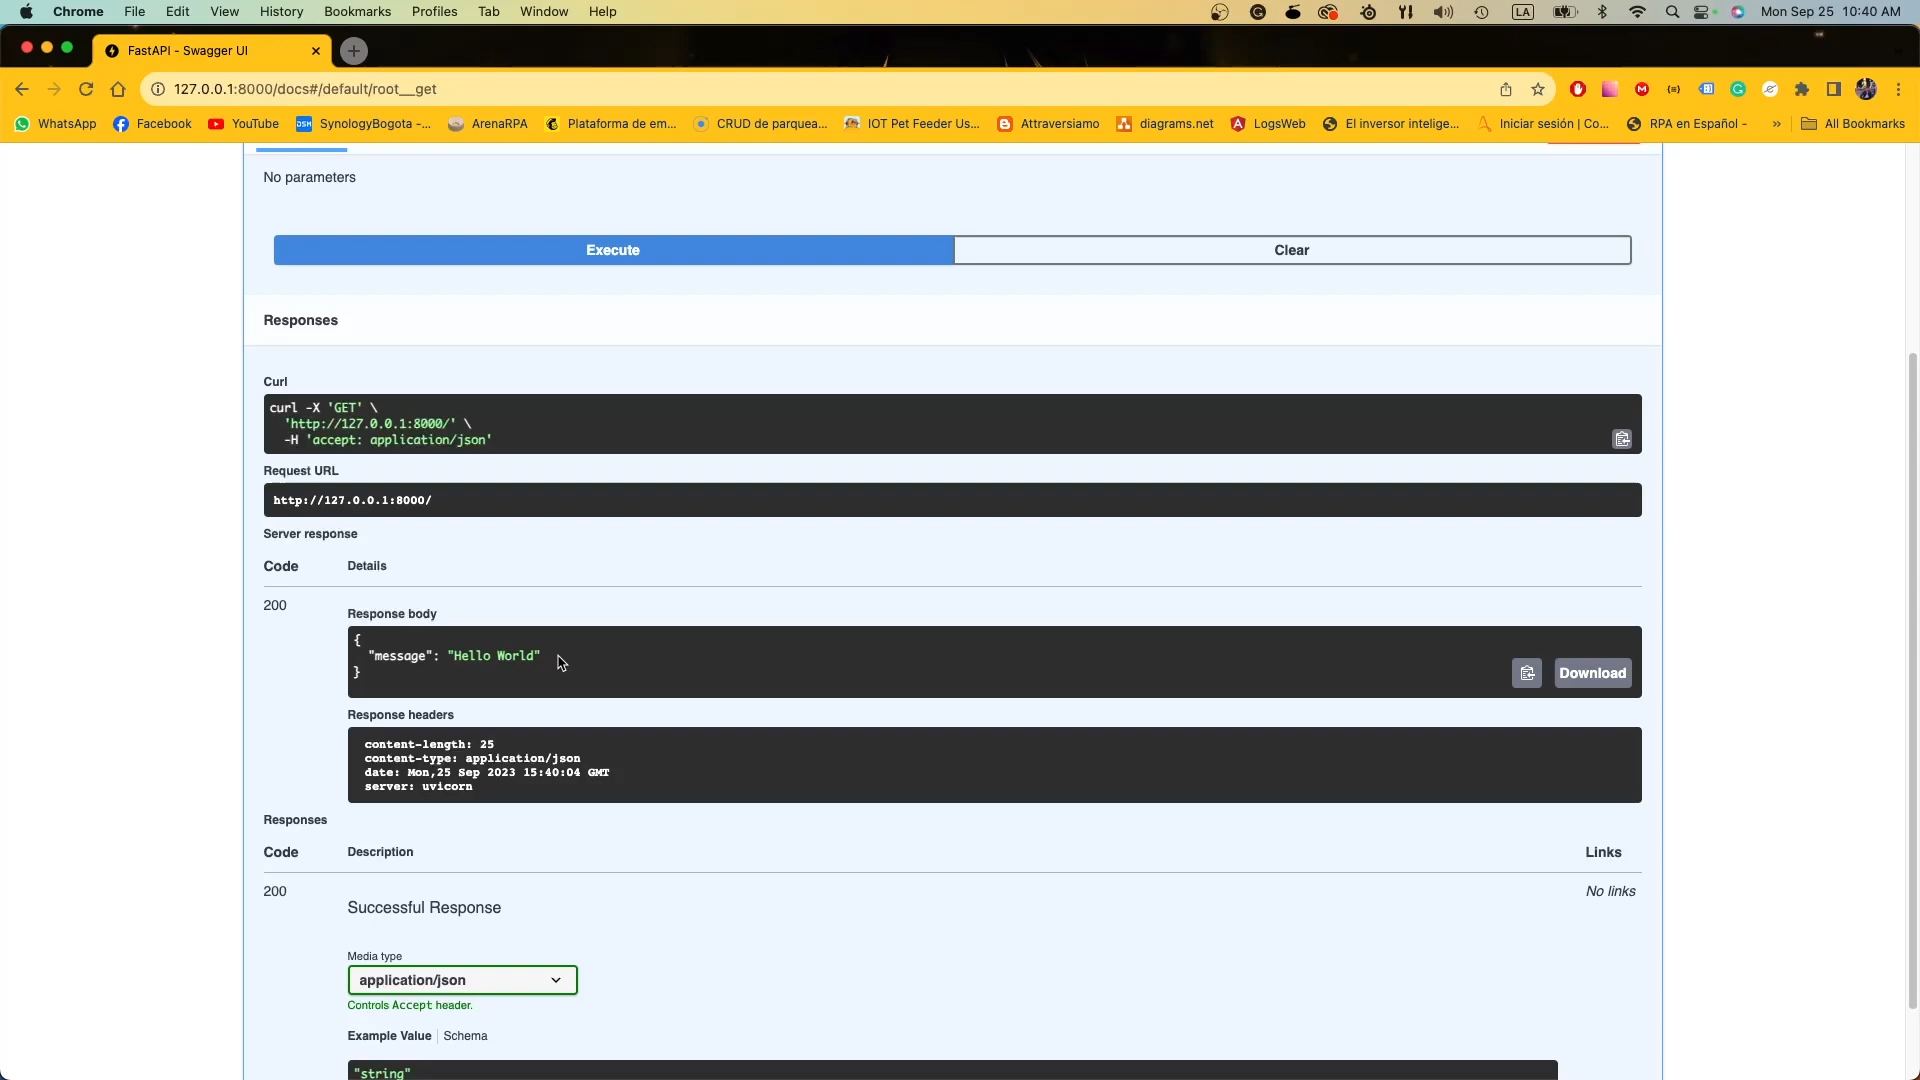 Chrome File Edit View History Bookmarks Profiles Tab Window Help LA Mon Sep 25 10:40 AM
FastAPI - Swagger UI
127.0.0.1:8000/docs#/default/root__get
WhatsApp Facebook YouTube SynologyBogota -... ArenaRPA Plataforma de em... CRUD de parquea... IOT Pet Feeder Us... Attraversiamo diagrams.net LogsWeb El inversor intelige... Iniciar sesión | Co... RPA en Español - » All Bookmarks
No parameters
Execute Clear
Responses
Curl
curl -X 'GET' \
'http://127.0.0.1:8000/' \
-H 'accept: application/json'
Request URL
http://127.0.0.1:8000/
Server response
Code Details
200
Response body
{
"message": "Hello World"
}
Download
Response headers
content-length: 25
content-type: application/json
date: Mon,25 Sep 2023 15:40:04 GMT
server: uvicorn
Responses
Code Description Links
200 No links
Successful Response
Media type
application/json
Controls Accept header.
Example Value Schema
"string"